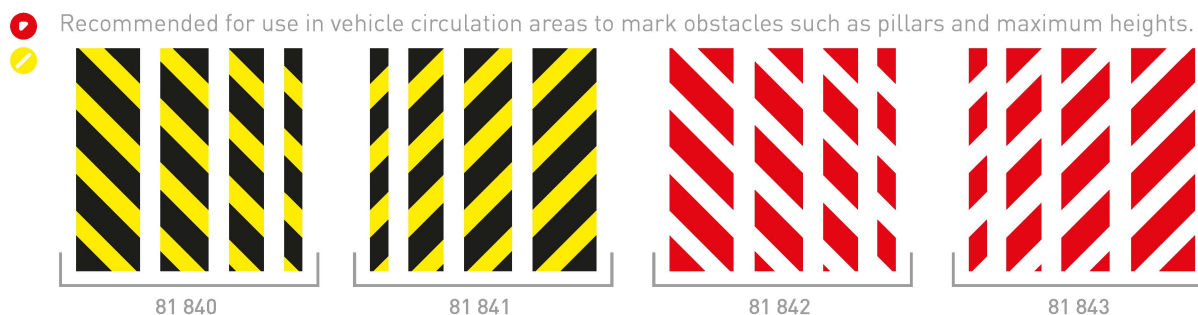 Recommended for use in vehicle circulation areas to mark obstacles such as pillars and maximum heights.
81 840
81 841
81 842
81 843